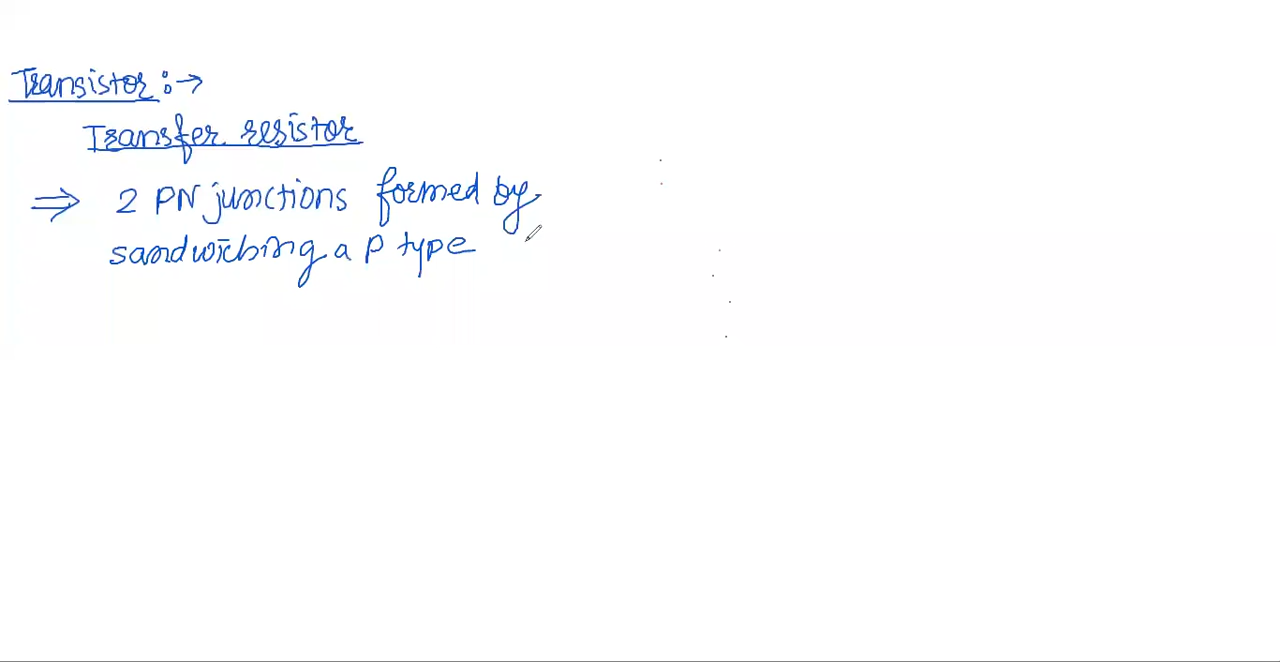 Transistor :→
Transfer resistor
⇒ 2 PN junctions formed by
sandwiching a P type